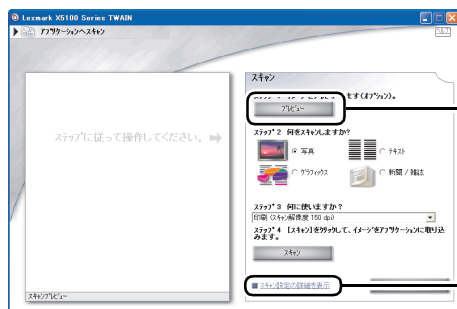 Lexmark X5100 Series TWAIN
アプリケーションへスキャン
ヘルプ
ステップに従って操作してください。
スキャンプレビュー
スキャン
ます(オプション)。
プレビュー
ステップ 2 何をスキャンしますか?
写真
テキスト
グラフィックス
新聞 / 雑誌
ステップ 3 何に使いますか?
印刷 (スキャン解像度 150 dpi)
ステップ 4 [スキャン]をクリックして、イメージをアプリケーションに取り込
みます。
スキャン
スキャン設定の詳細を表示